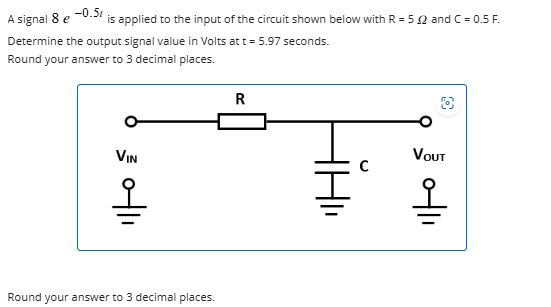 A signal 8 e −0.5t is applied to the input of the circuit shown below with R = 5 Ω and C = 0.5 F.
Determine the output signal value in Volts at t = 5.97 seconds.
Round your answer to 3 decimal places.
R
VIN
C
VOUT
Round your answer to 3 decimal places.